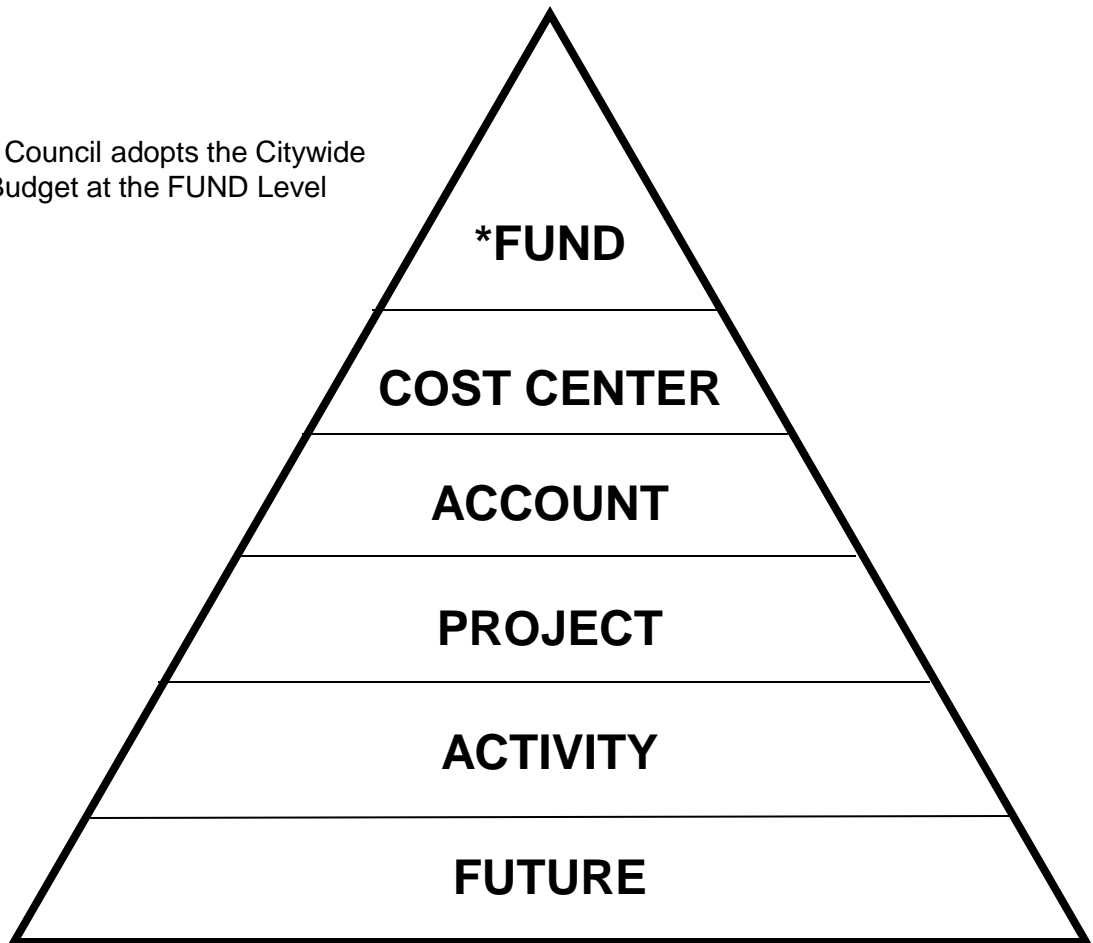 Council adopts the Citywide
Budget at the FUND Level
*FUND
COST CENTER
ACCOUNT
PROJECT
ACTIVITY
FUTURE